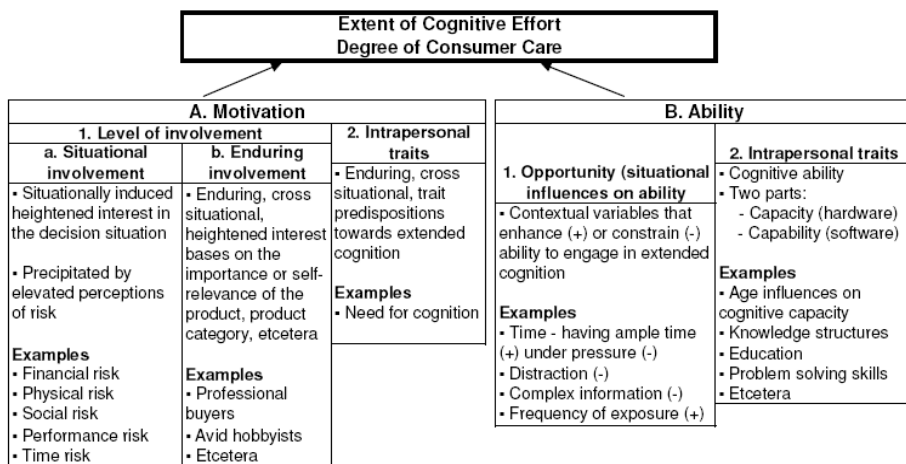 Extent of Cognitive Effort
Degree of Consumer Care
A. Motivation
1. Level of involvement
a. Situational
involvement
▪ Situationally induced
heightened interest in
the decision situation
▪ Precipitated by
elevated perceptions
of risk
Examples
▪ Financial risk
▪ Physical risk
▪ Social risk
▪ Performance risk
▪ Time risk
b. Enduring
involvement
▪ Enduring, cross
situational,
heightened interest
bases on the
importance or self-
relevance of the
product, product
category, etcetera
Examples
▪ Professional
buyers
▪ Avid hobbyists
▪ Etcetera
2. Intrapersonal
traits
▪ Enduring, cross
situational, trait
predispositions
towards extended
cognition
Examples
▪ Need for cognition
B. Ability
1. Opportunity (situational
influences on ability
▪ Contextual variables that
enhance (+) or constrain (-)
ability to engage in extended
cognition
Examples
▪ Time - having ample time
(+) under pressure (-)
▪ Distraction (-)
▪ Complex information (-)
▪ Frequency of exposure (+)
2. Intrapersonal traits
▪ Cognitive ability
▪ Two parts:
- Capacity (hardware)
- Capability (software)
Examples
▪ Age influences on
cognitive capacity
▪ Knowledge structures
▪ Education
▪ Problem solving skills
▪ Etcetera